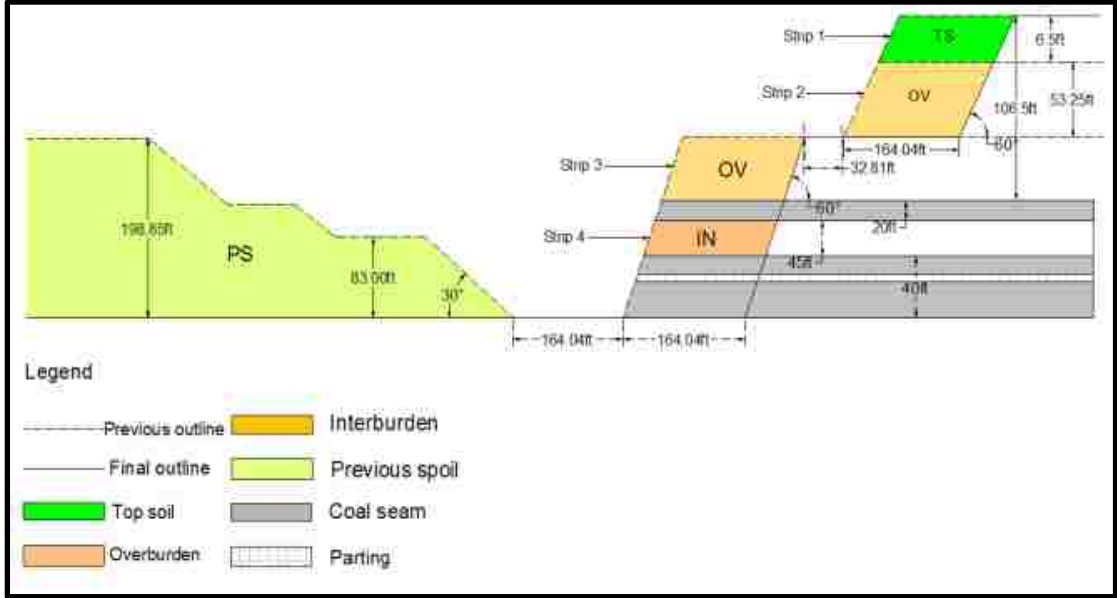 Strip 1
TS
6.5ft
Strip 2
OV
106.5ft
53.25ft
60°
164.04ft
32.81ft
Strip 3
OV
60°
20ft
Strip 4
IN
45ft
40ft
198.65ft
PS
83.00ft
30°
164.04ft
164.04ft
Legend
Previous outline
Interburden
Final outline
Previous spoil
Top soil
Coal seam
Overburden
Parting